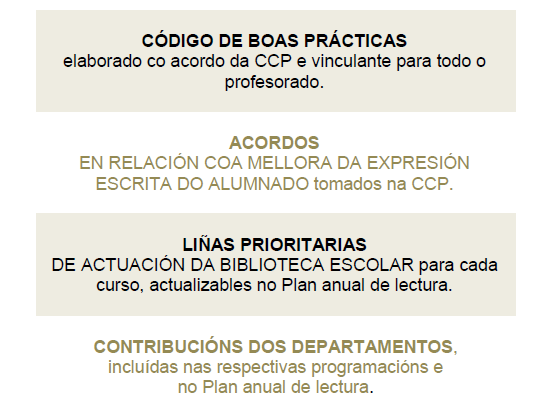 CÓDIGO DE BOAS PRÁCTICAS
elaborado co acordo da CCP e vinculante para todo o
profesorado.
ACORDOS
EN RELACIÓN COA MELLORA DA EXPRESIÓN
ESCRITA DO ALUMNADO tomados na CCP.
LIÑAS PRIORITARIAS
DE ACTUACIÓN DA BIBLIOTECA ESCOLAR para cada
curso, actualizables no Plan anual de lectura.
CONTRIBUCIÓNS DOS DEPARTAMENTOS,
incluídas nas respectivas programacións e
no Plan anual de lectura.